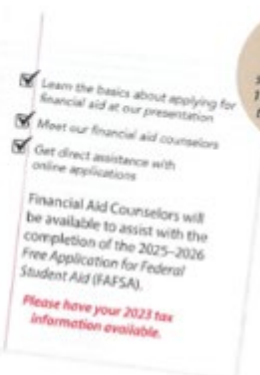 Learn the basics about applying for
financial aid at our presentation
Meet our financial aid counselors
Get direct assistance with
online applications
Financial Aid Counselors will
be available to assist with the
completion of the 2025–2026
Free Application for Federal
Student Aid (FAFSA).
Please have your 2023 tax
information available.